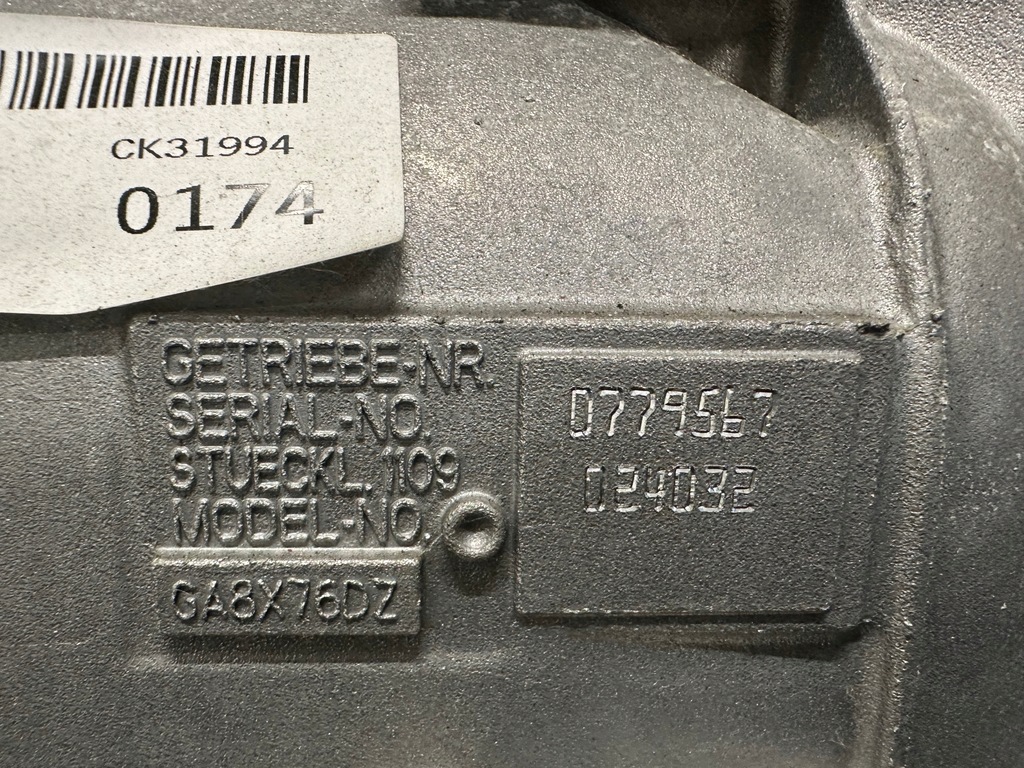 CK31994
0174
GETRIEBE-NR.
SERIAL-NO.
STUECKL. 1109
MODEL-NO.
GA8X76DZ
0779567
024032